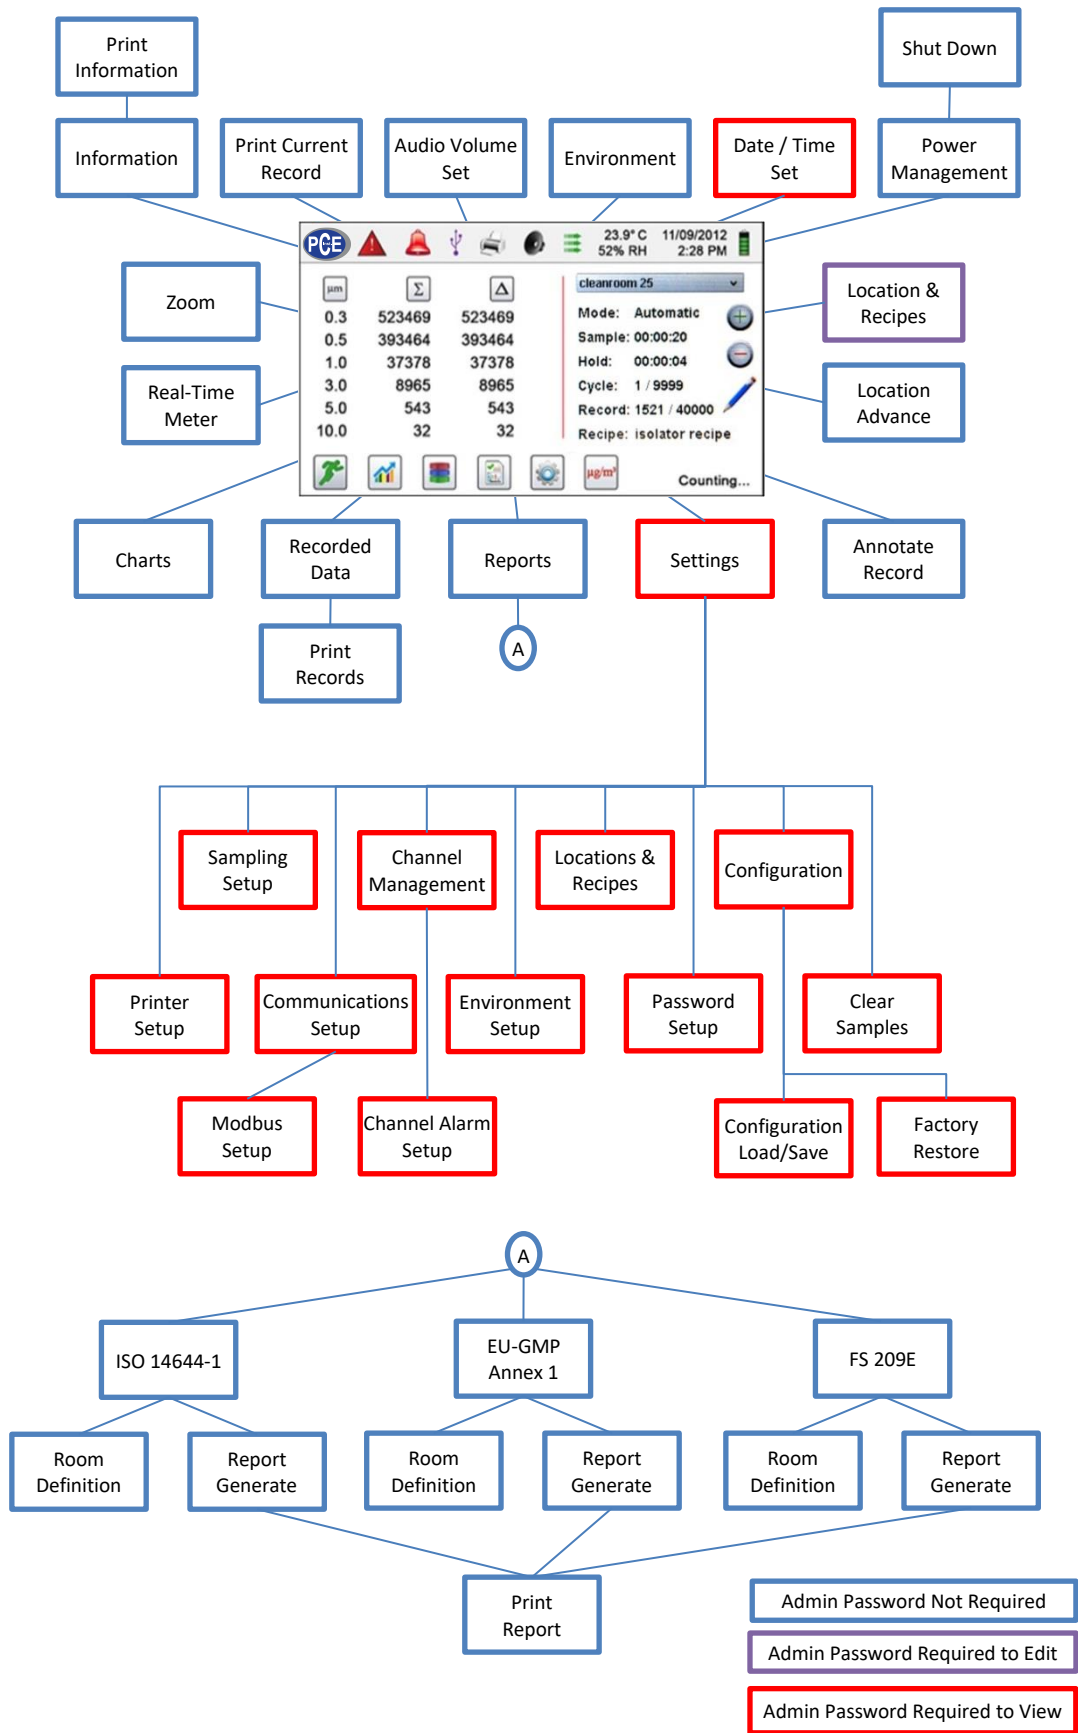 Print
Information
Shut Down
Information
Print Current
Record
Audio Volume
Set
Environment
Date / Time
Set
Power
Management
PCE
23.9° C
52% RH
11/09/2012
2:28 PM
Zoom
Real-Time
Meter
µm Σ Δ
0.3 523469 523469
0.5 393464 393464
1.0 37378 37378
3.0 8965 8965
5.0 543 543
10.0 32 32
cleanroom 25
Mode: Automatic
Sample: 00:00:20
Hold: 00:00:04
Cycle: 1 / 9999
Record: 1521 / 40000
Recipe: isolator recipe
µg/m³
Counting...
Location &
Recipes
Location
Advance
Charts
Recorded
Data
Reports
Settings
Annotate
Record
Print
Records
A
Sampling
Setup
Channel
Management
Locations &
Recipes
Configuration
Printer
Setup
Communications
Setup
Environment
Setup
Password
Setup
Clear
Samples
Modbus
Setup
Channel Alarm
Setup
Configuration
Load/Save
Factory
Restore
A
ISO 14644-1
EU-GMP
Annex 1
FS 209E
Room
Definition
Report
Generate
Room
Definition
Report
Generate
Room
Definition
Report
Generate
Print
Report
Admin Password Not Required
Admin Password Required to Edit
Admin Password Required to View